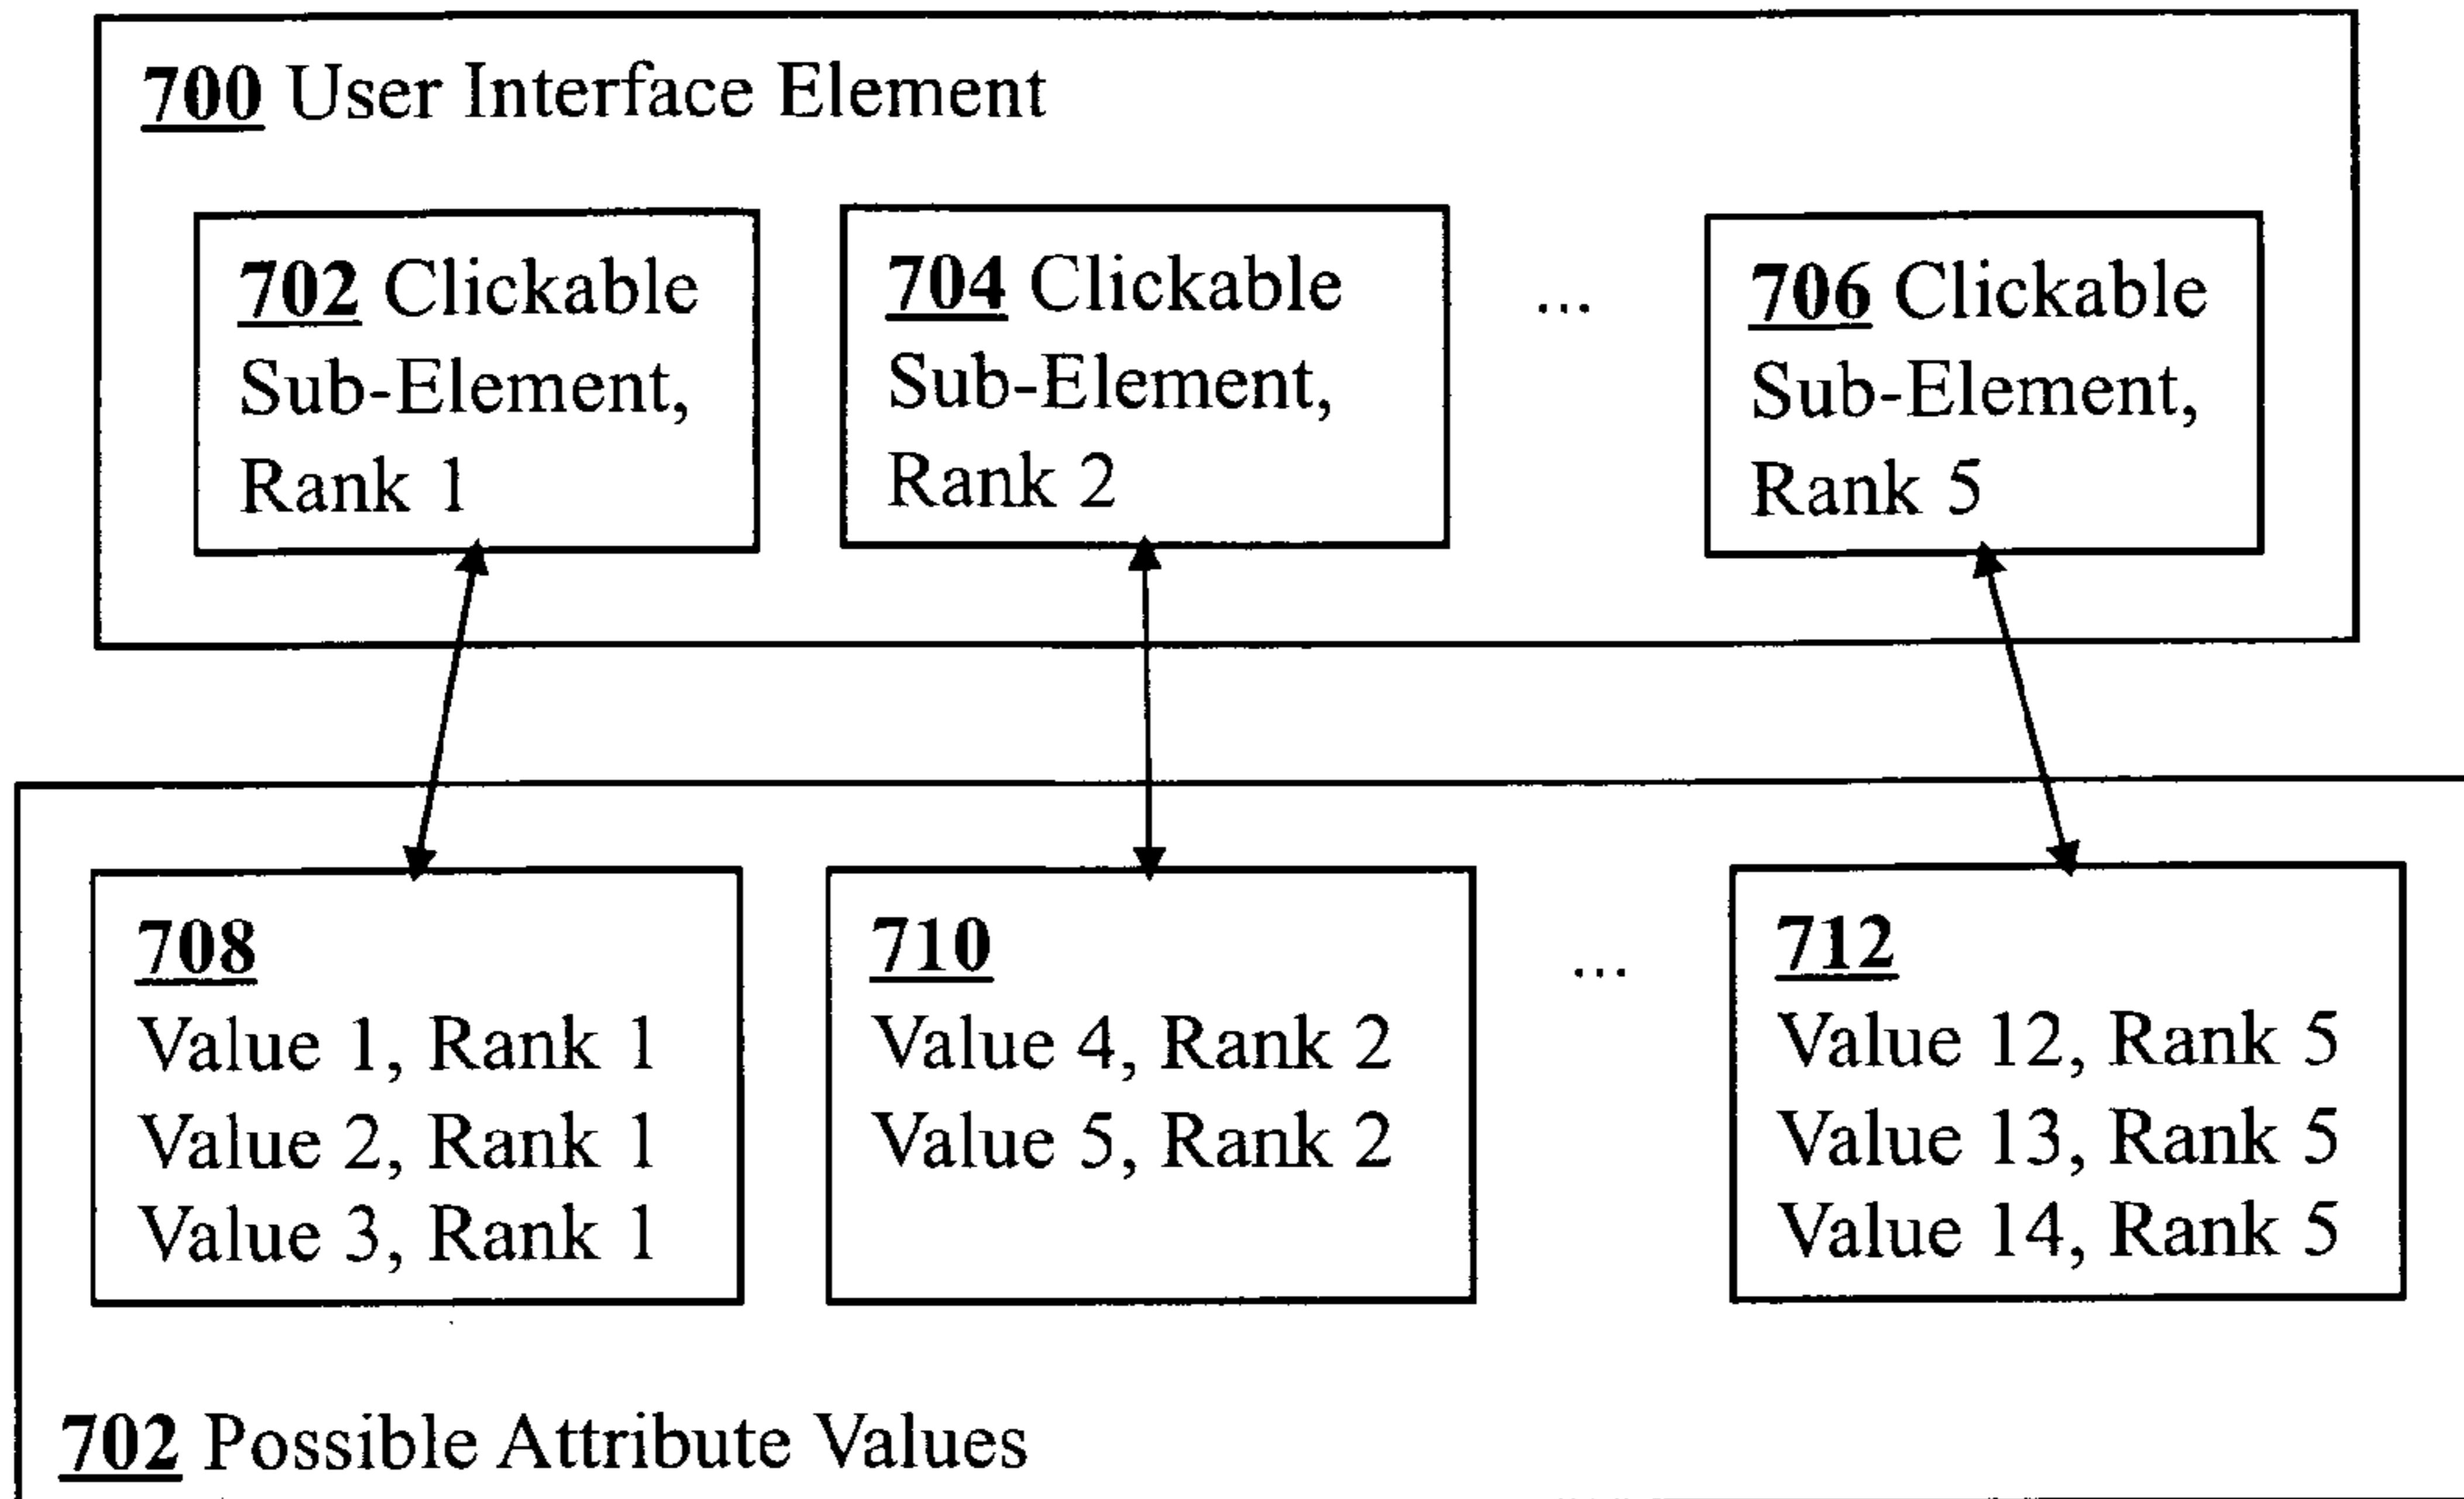 700 User Interface Element
702 Clickable
Sub-Element,
Rank 1
704 Clickable
Sub-Element,
Rank 2
...
706 Clickable
Sub-Element,
Rank 5
708
Value 1, Rank 1
Value 2, Rank 1
Value 3, Rank 1
710
Value 4, Rank 2
Value 5, Rank 2
...
712
Value 12, Rank 5
Value 13, Rank 5
Value 14, Rank 5
702 Possible Attribute Values